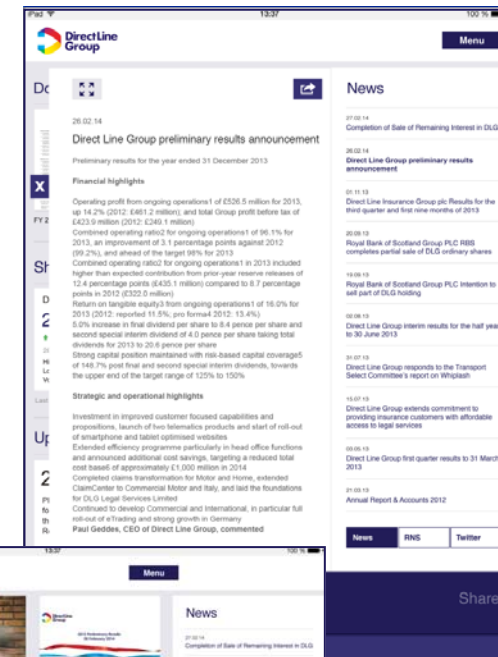 iPad
13:37
100 %
DirectLine
Group
Menu
Do
FY 2
Sh
D
2
Last
Up
2
X
26.02.14
Direct Line Group preliminary results announcement
Preliminary results for the year ended 31 December 2013
Financial highlights
Operating profit from ongoing operations1 of £526.5 million for 2013,
up 14.2% (2012: £461.2 million); and total Group profit before tax of
£423.9 million (2012: £249.1 million)
Combined operating ratio2 for ongoing operations1 of 96.1% for
2013, an improvement of 3.1 percentage points against 2012
(99.2%), and ahead of the target 98% for 2013
Combined operating ratio2 for ongoing operations1 in 2013 included
higher than expected contribution from prior-year reserve releases of
12.4 percentage points (£435.1 million) compared to 8.7 percentage
points in 2012 (£322.0 million)
Return on tangible equity3 from ongoing operations1 of 16.0% for
2013 (2012: reported 11.5%; pro forma4 2012: 13.4%)
5.0% increase in final dividend per share to 8.4 pence per share and
second special interim dividend of 4.0 pence per share taking total
dividends for 2013 to 20.6 pence per share
Strong capital position maintained with risk-based capital coverage5
of 148.7% post final and second special interim dividends, towards
the upper end of the target range of 125% to 150%
Strategic and operational highlights
Investment in improved customer focused capabilities and
propositions, launch of two telematics products and start of roll-out
of smartphone and tablet optimised websites
Extended efficiency programme particularly in head office functions
and announced additional cost savings, targeting a reduced total
cost base6 of approximately £1,000 million in 2014
Completed claims transformation for Motor and Home, extended
ClaimCenter to Commercial Motor and Italy, and laid the foundations
for DLG Legal Services Limited
Continued to develop Commercial and International, in particular full
roll-out of eTrading and strong growth in Germany
Paul Geddes, CEO of Direct Line Group, commented
News
27.02.14
Completion of Sale of Remaining Interest in DLG
26.02.14
Direct Line Group preliminary results
announcement
01.11.13
Direct Line Insurance Group plc Results for the
third quarter and first nine months of 2013
20.09.13
Royal Bank of Scotland Group PLC RBS
completes partial sale of DLG ordinary shares
19.09.13
Royal Bank of Scotland Group PLC Intention to
sell part of DLG holding
02.08.13
Direct Line Group interim results for the half year
to 30 June 2013
31.07.13
Direct Line Group responds to the Transport
Select Committee's report on Whiplash
15.07.13
Direct Line Group extends commitment to
providing insurance customers with affordable
access to legal services
03.05.13
Direct Line Group first quarter results to 31 March
2013
21.03.13
Annual Report & Accounts 2012
News
RNS
Twitter
Share
13:37
100 %
Menu
2013 Preliminary Results
26 February 2014
News
27.02.14
Completion of Sale of Remaining Interest in DLG